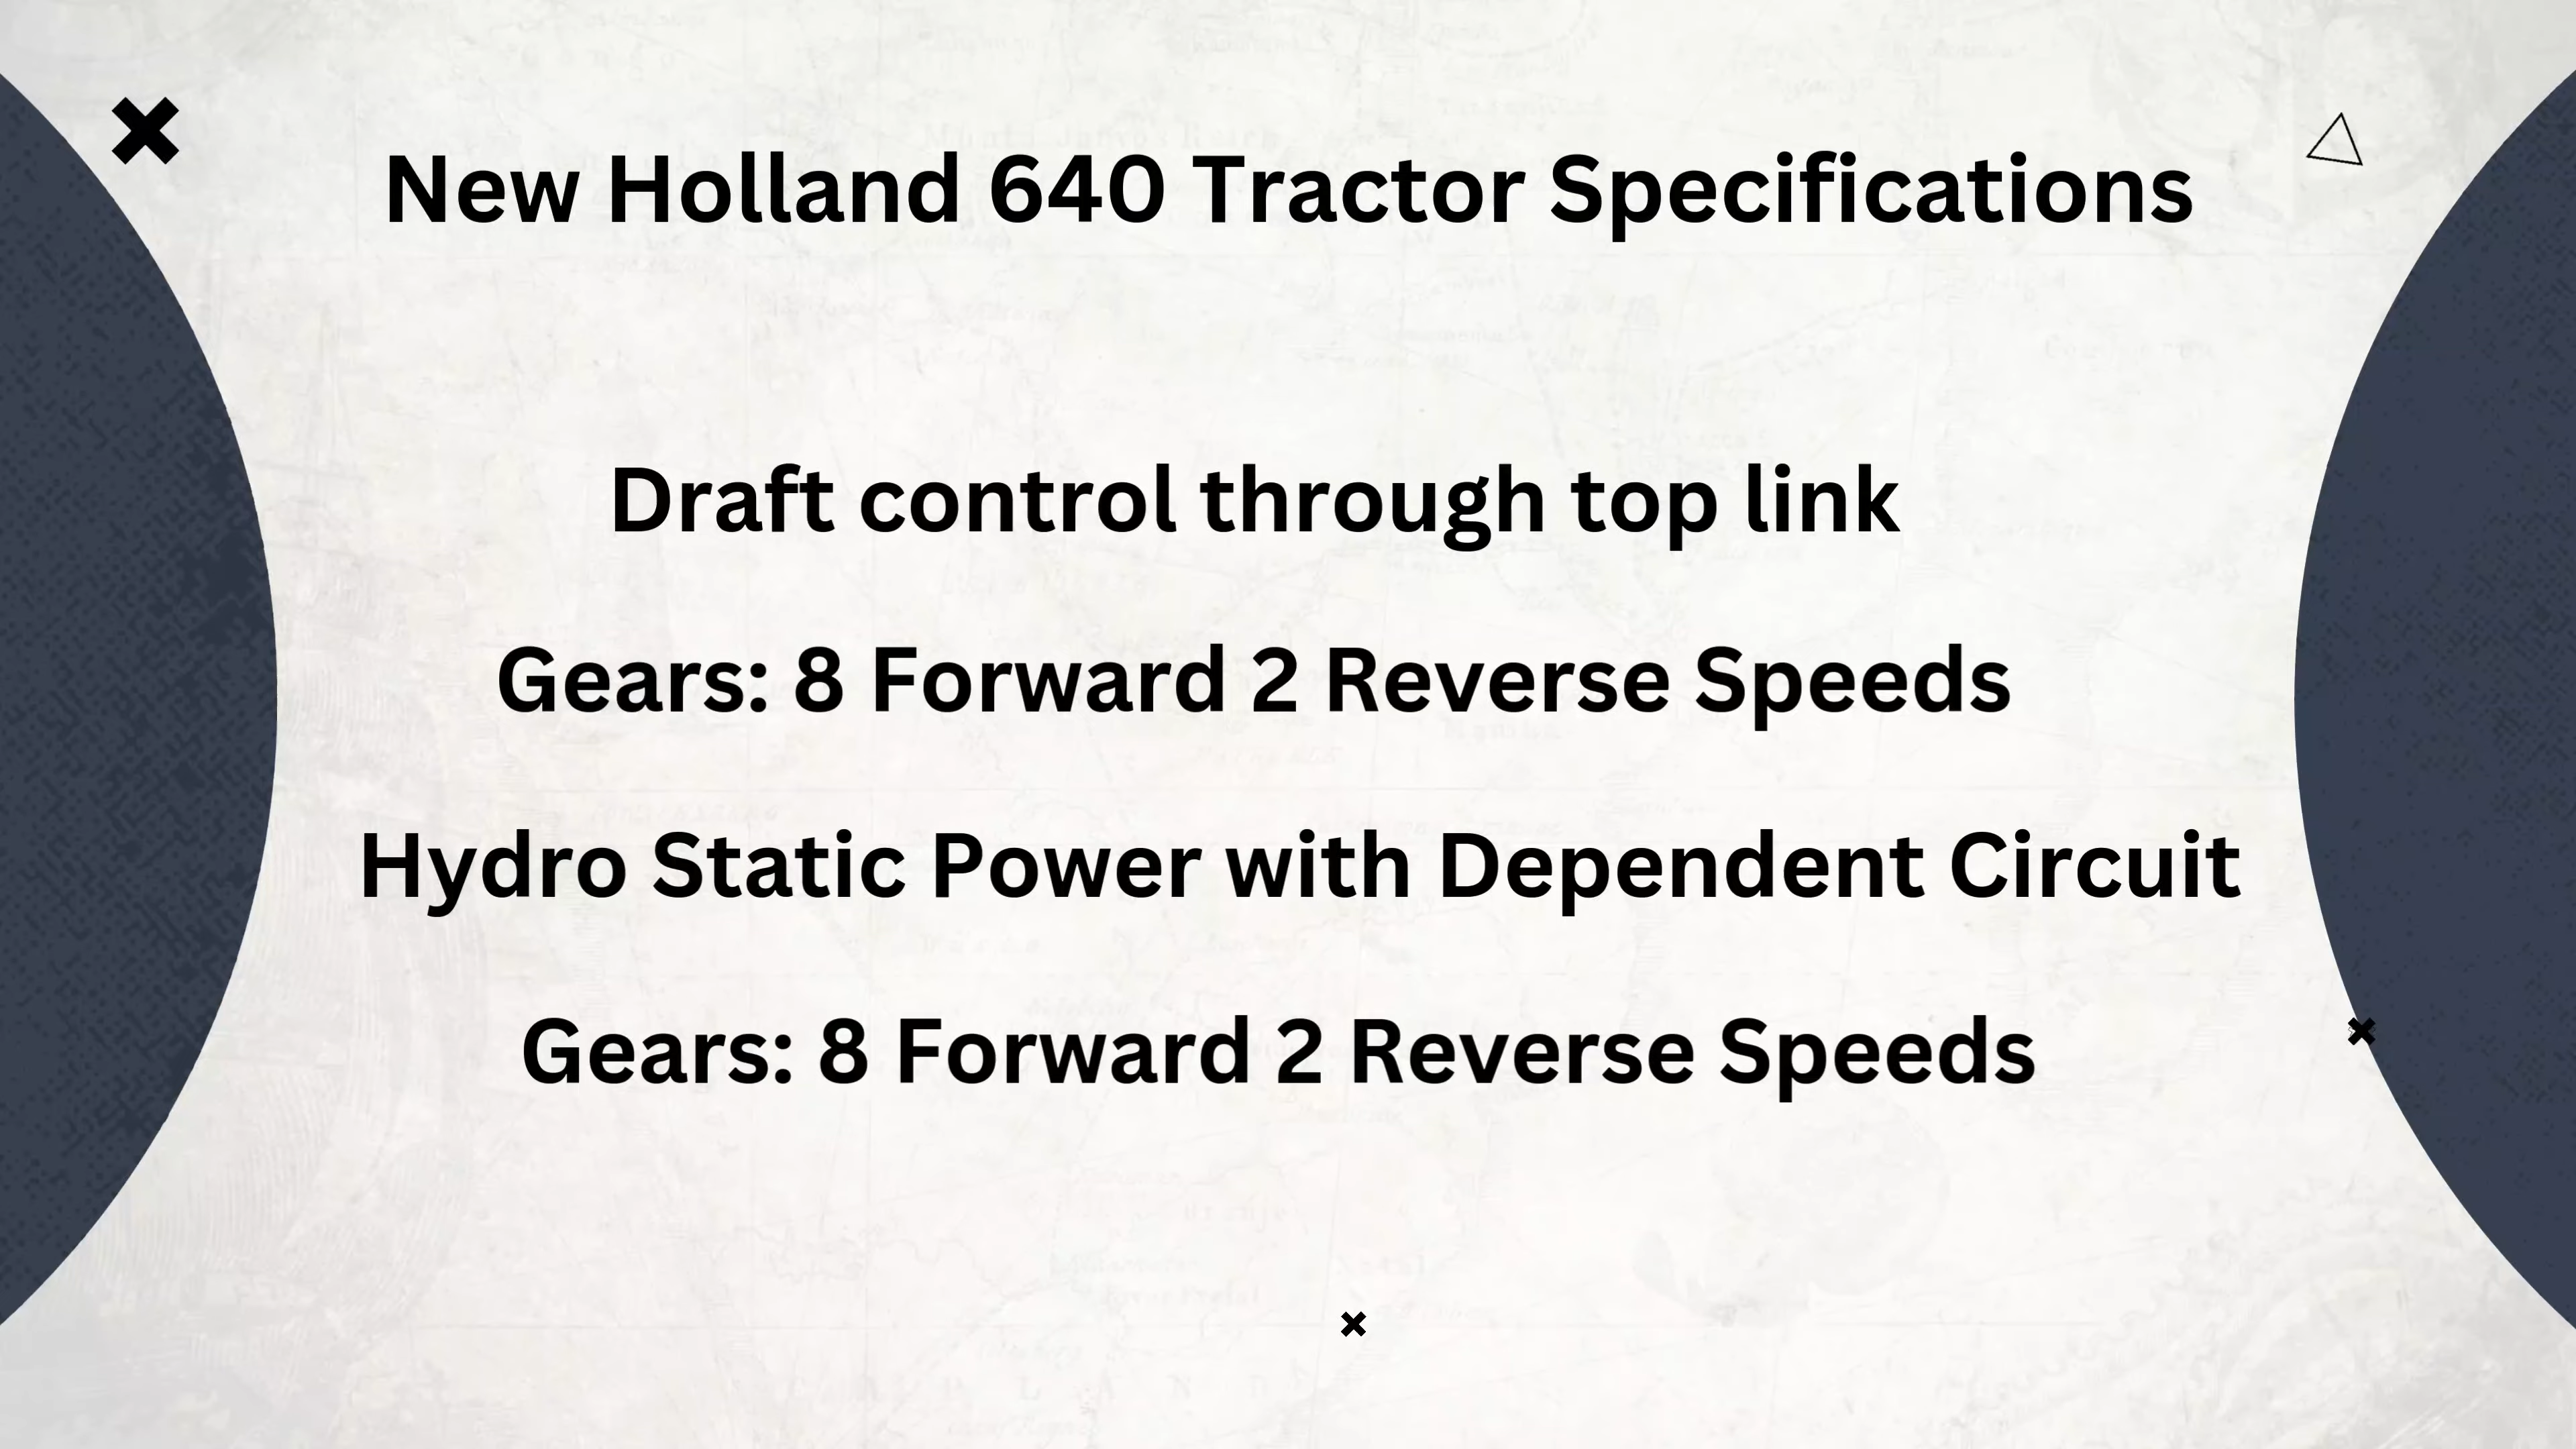 New Holland 640 Tractor Specifications
Draft control through top link
Gears: 8 Forward 2 Reverse Speeds
Hydro Static Power with Dependent Circuit
Gears: 8 Forward 2 Reverse Speeds